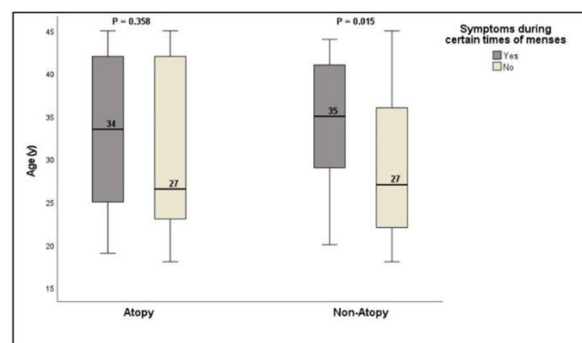 P = 0.358
P = 0.015
Symptoms during
certain times of menses
Yes
No
45
40
35
30
25
20
15
Age (y)
34
27
35
27
Atopy
Non-Atopy